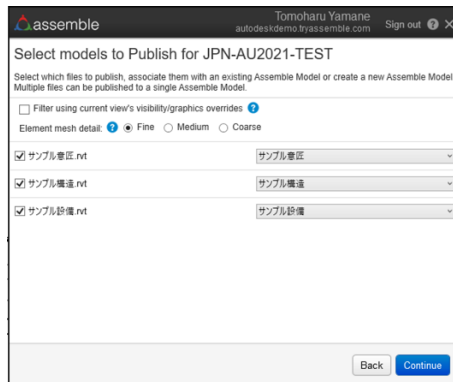 assemble
Tomoharu Yamane
autodeskdemo.tryassemble.com
Sign out ? ×
Select models to Publish for JPN-AU2021-TEST
Select which files to publish, associate them with an existing Assemble Model or create a new Assemble Model
Multiple files can be published to a single Assemble Model.
Filter using current view's visibility/graphics overrides ?
Element mesh detail: ? Fine Medium Coarse
サンプル意匠.rvt サンプル意匠
サンプル構造.rvt サンプル構造
サンプル設備.rvt サンプル設備
Back Continue